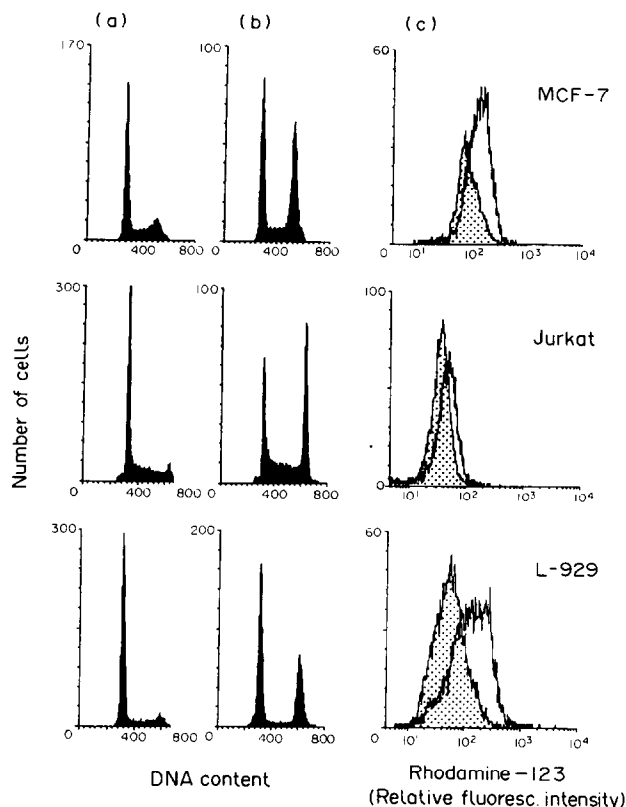 (a) (b) (c)
170
0 400 800
100
0 400 800
60
MCF-7
0 10¹ 10² 10³ 10⁴
300
0 400 800
100
0 400 800
100
Jurkat
0 10¹ 10² 10³ 10⁴
Number of cells
300
0 400 800
200
0 400 800
60
L-929
0 10¹ 10² 10³ 10⁴
DNA content
Rhodamine-123
(Relative fluoresc. intensity)